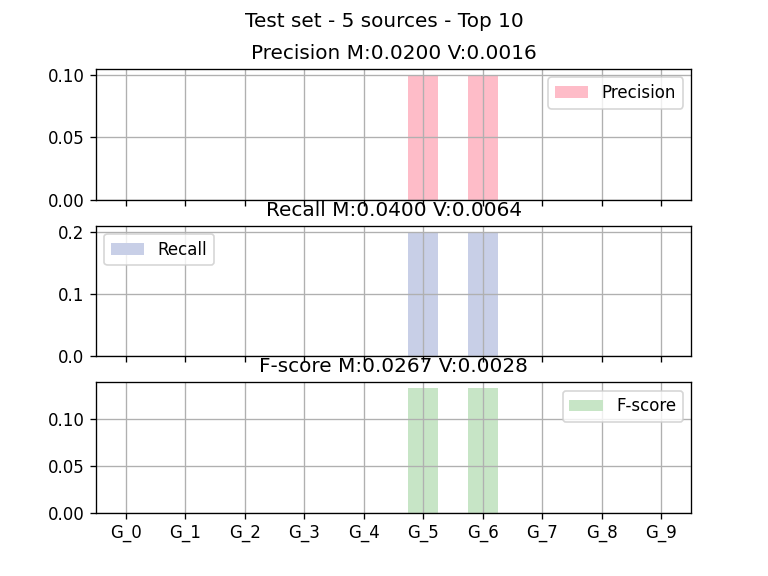 Test set - 5 sources - Top 10
Precision M:0.0200 V:0.0016
0.10
0.05
0.00
Precision
Recall M:0.0400 V:0.0064
0.2
0.1
0.0
Recall
F-score M:0.0267 V:0.0028
0.10
0.05
0.00
F-score
G_0 G_1 G_2 G_3 G_4 G_5 G_6 G_7 G_8 G_9